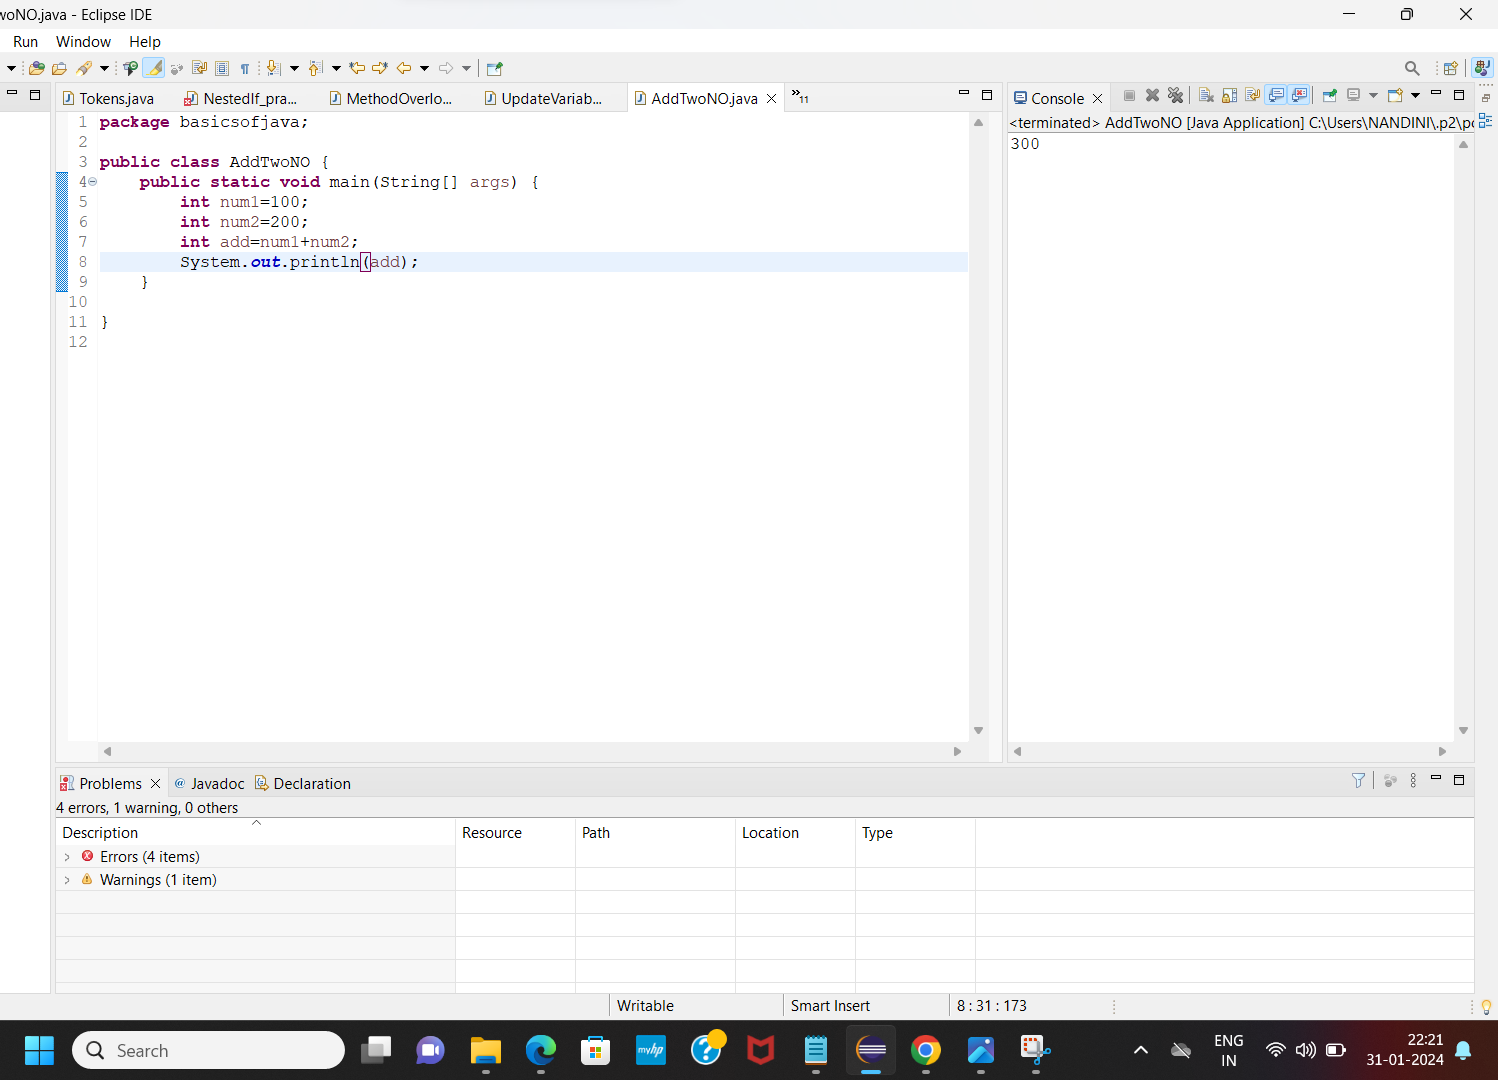 woNO.java - Eclipse IDE
Run Window Help
Tokens.java NestedIf_pra... MethodOverlo... UpdateVariab... AddTwoNO.java »11
1 package basicsofjava;
2
3 public class AddTwoNO {
4 public static void main(String[] args) {
5 int num1=100;
6 int num2=200;
7 int add=num1+num2;
8 System.out.println(add);
9 }
10
11 }
12
Console
<terminated> AddTwoNO [Java Application] C:\Users\NANDINI\.p2\po
300
Problems @ Javadoc Declaration
4 errors, 1 warning, 0 others
Description Resource Path Location Type
Errors (4 items)
Warnings (1 item)
Writable Smart Insert 8 : 31 : 173
Search
myhp
ENG
IN
22:21
31-01-2024